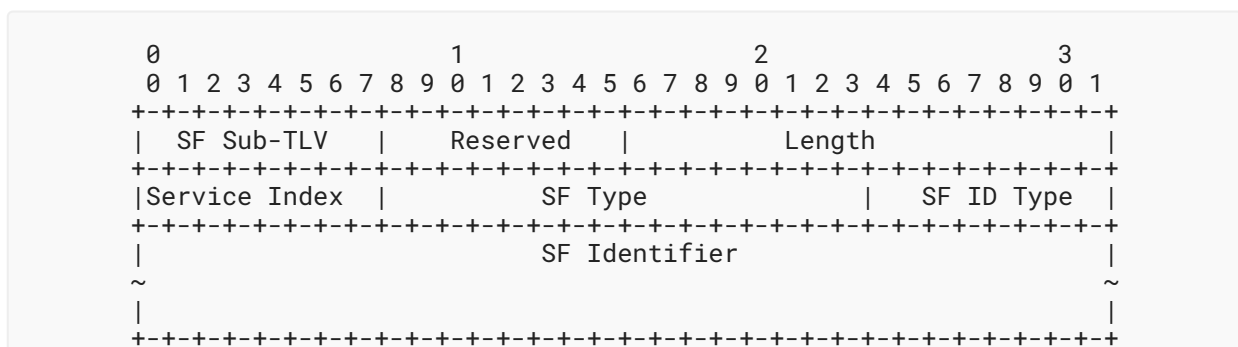 0                   1                   2                   3
 0 1 2 3 4 5 6 7 8 9 0 1 2 3 4 5 6 7 8 9 0 1 2 3 4 5 6 7 8 9 0 1
+-+-+-+-+-+-+-+-+-+-+-+-+-+-+-+-+-+-+-+-+-+-+-+-+-+-+-+-+-+-+-+-+
|  SF Sub-TLV   |    Reserved   |          Length               |
+-+-+-+-+-+-+-+-+-+-+-+-+-+-+-+-+-+-+-+-+-+-+-+-+-+-+-+-+-+-+-+-+
|Service Index  |          SF Type              |   SF ID Type  |
+-+-+-+-+-+-+-+-+-+-+-+-+-+-+-+-+-+-+-+-+-+-+-+-+-+-+-+-+-+-+-+-+
|                          SF Identifier                        |
~                                                               ~
|                                                               |
+-+-+-+-+-+-+-+-+-+-+-+-+-+-+-+-+-+-+-+-+-+-+-+-+-+-+-+-+-+-+-+-+